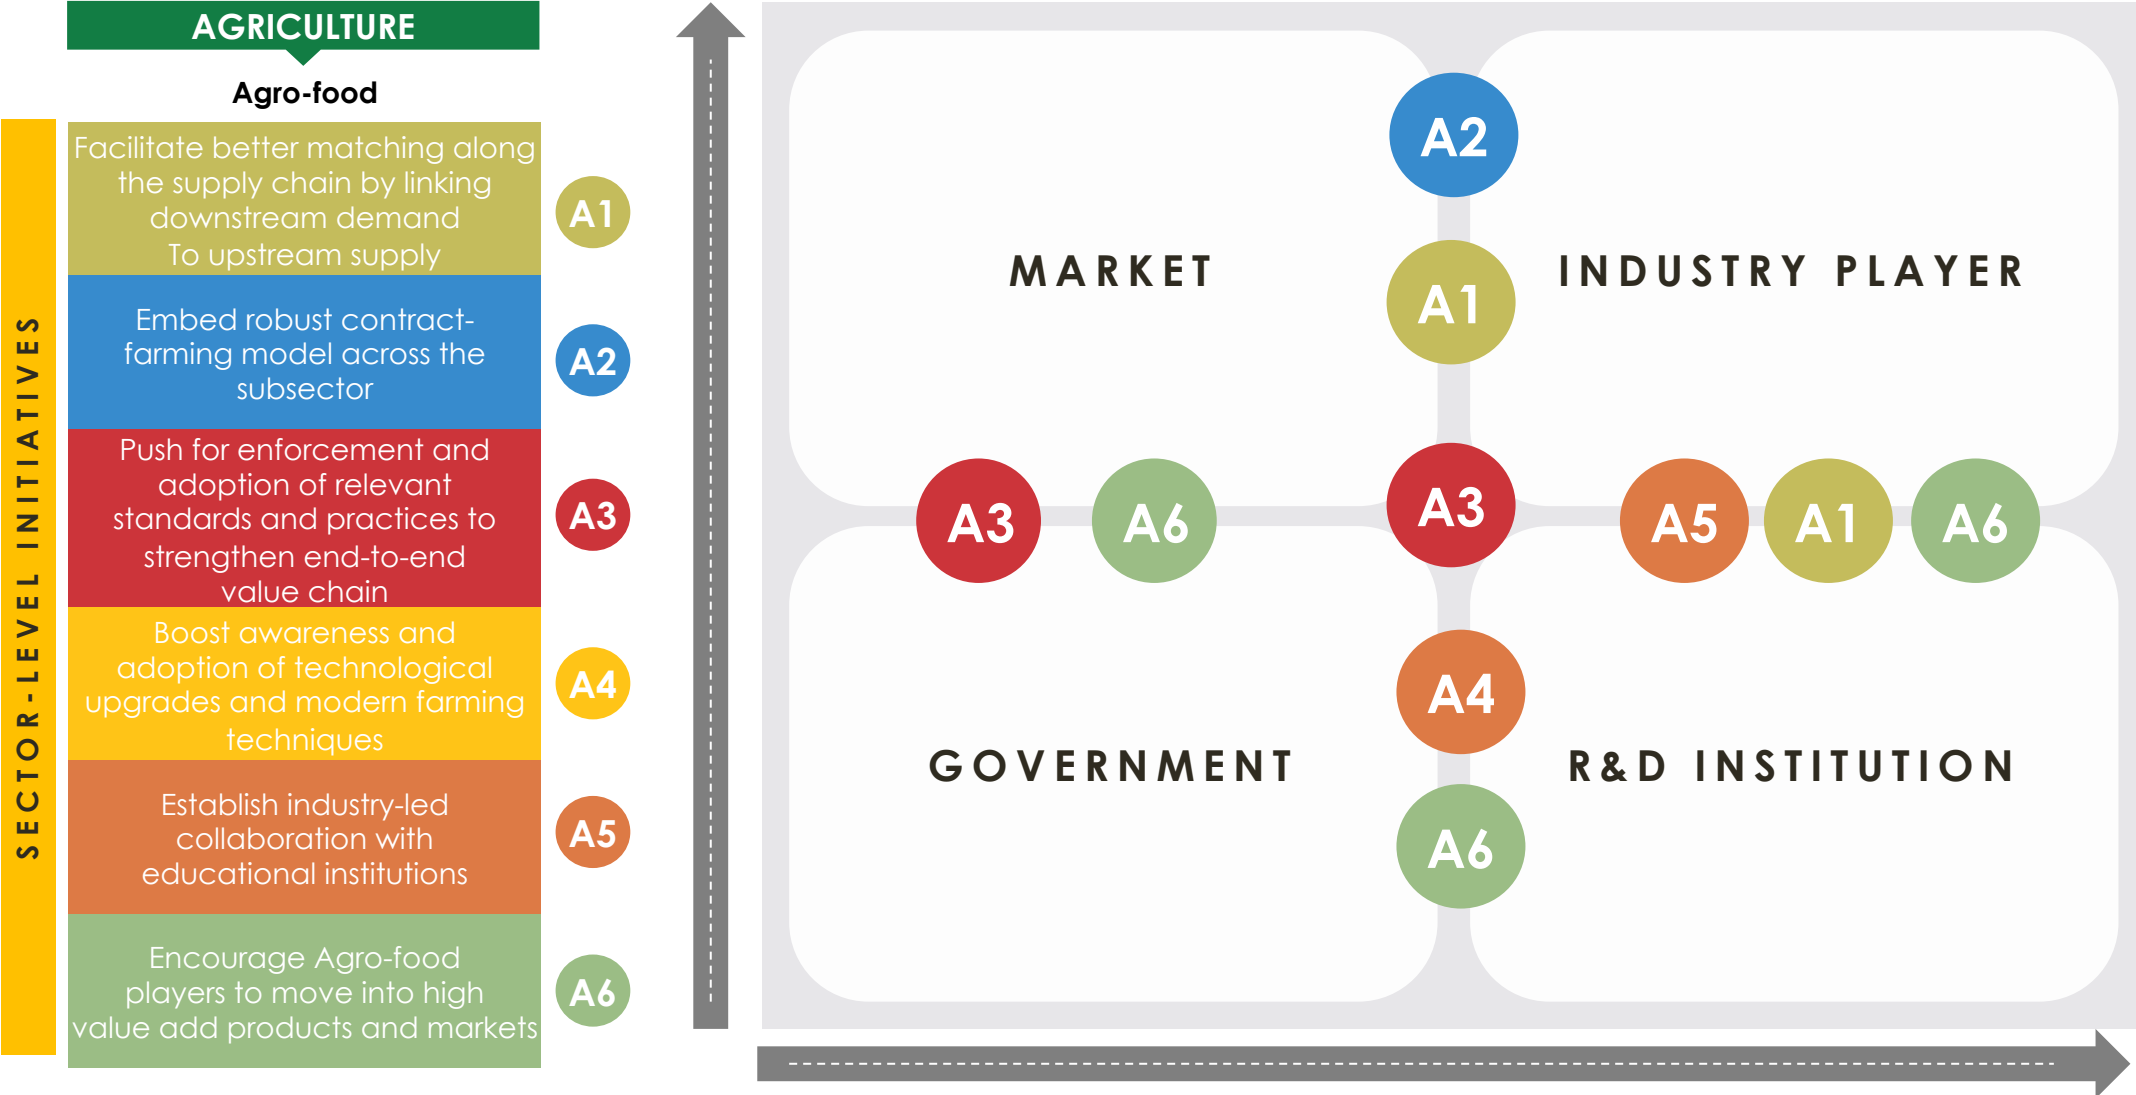 AGRICULTURE
Agro-food
SECTOR-LEVEL INITIATIVES
Facilitate better matching along
the supply chain by linking
downstream demand
To upstream supply
A1
Embed robust contract-
farming model across the
subsector
A2
Push for enforcement and
adoption of relevant
standards and practices to
strengthen end-to-end
value chain
A3
Boost awareness and
adoption of technological
upgrades and modern farming
techniques
A4
Establish industry-led
collaboration with
educational institutions
A5
Encourage Agro-food
players to move into high
value add products and markets
A6
A2
MARKET
INDUSTRY PLAYER
A1
A3
A6
A3
A5
A1
A6
A4
GOVERNMENT
R&D INSTITUTION
A6